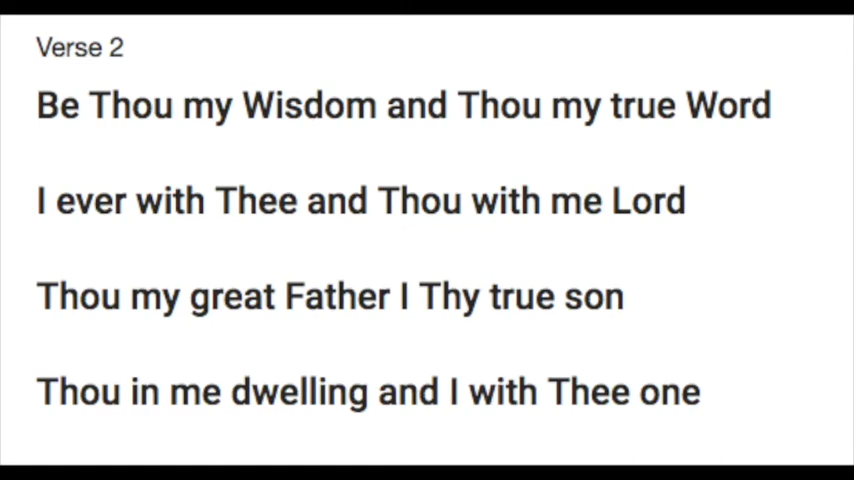 Verse 2
Be Thou my Wisdom and Thou my true Word
I ever with Thee and Thou with me Lord
Thou my great Father I Thy true son
Thou in me dwelling and I with Thee one